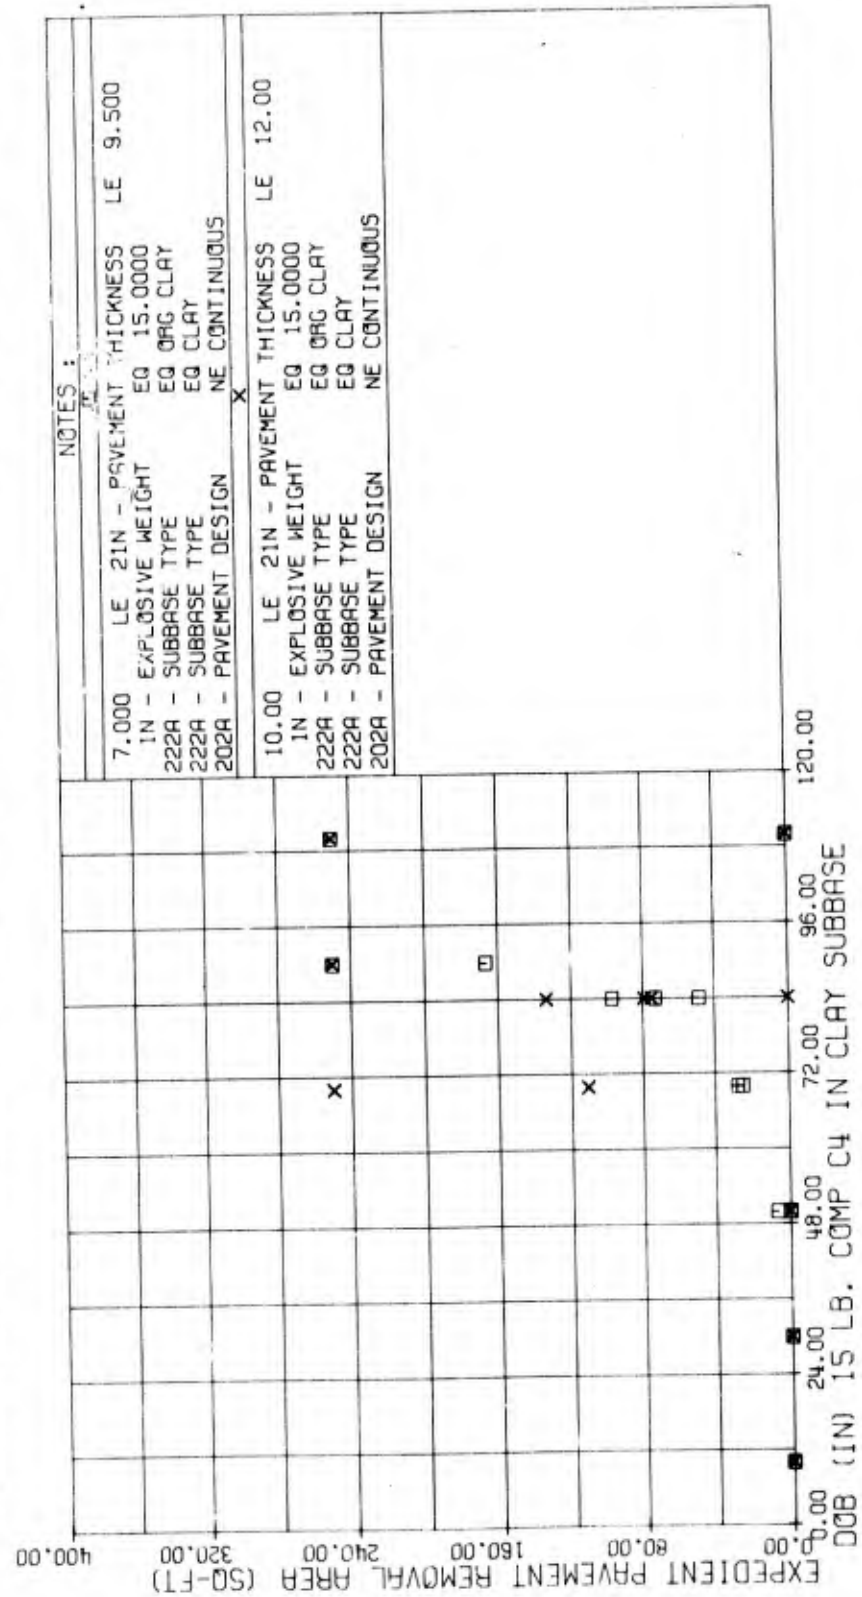 NOTES :
7.000 LE 21N - PAVEMENT THICKNESS LE 9.500
1N - EXPLOSIVE WEIGHT EQ 15.0000
222A - SUBBASE TYPE EQ ORG CLAY
222A - SUBBASE TYPE EQ CLAY
202A - PAVEMENT DESIGN NE CONTINUOUS
X
10.00 LE 21N - PAVEMENT THICKNESS LE 12.00
1N - EXPLOSIVE WEIGHT EQ 15.0000
222A - SUBBASE TYPE EQ ORG CLAY
222A - SUBBASE TYPE EQ CLAY
202A - PAVEMENT DESIGN NE CONTINUOUS
EXPEDIENT PAVEMENT REMOVAL AREA (SQ-FT)
400.00
320.00
240.00
160.00
80.00
0.00
0.00 24.00 48.00 72.00 96.00 120.00
DOB (IN) 15 LB. COMP C4 IN CLAY SUBBASE